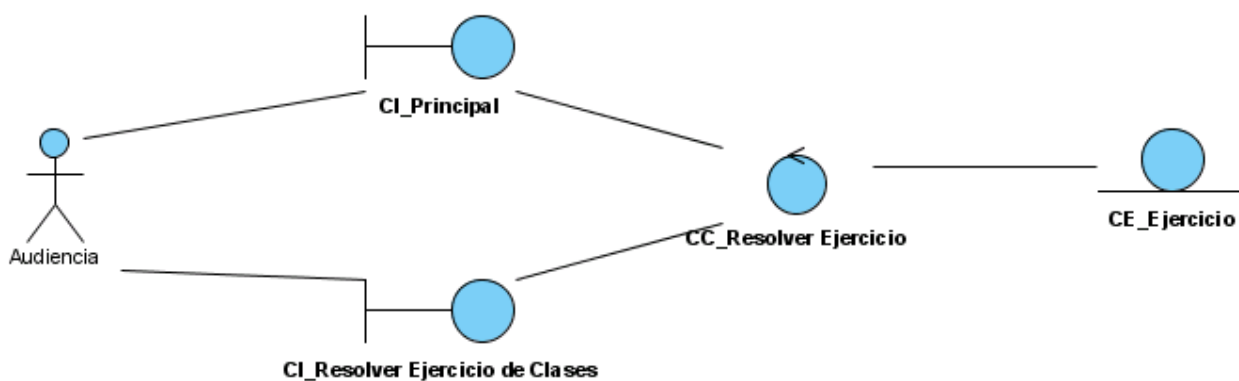 CI_Principal
Audiencia
CC_Resolver Ejercicio
CE_Ejercicio
CI_Resolver Ejercicio de Clases